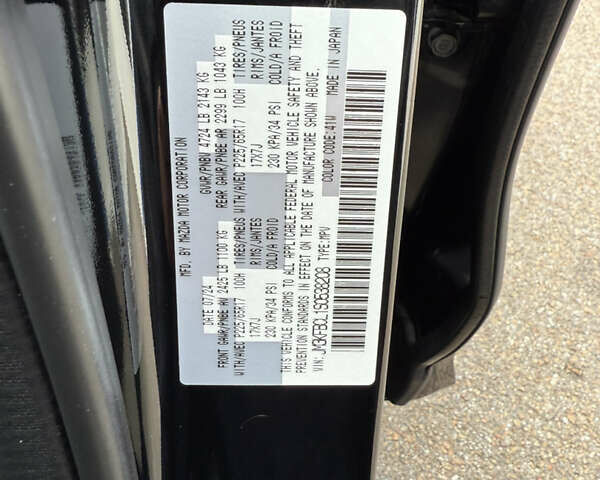 MFD. BY MAZDA MOTOR CORPORATION
DATE 07/24 GVWR/PNBV 4724 LB 2143 KG
FRONT GAWR/PNBE AV 2425 LB 1100 KG REAR GAWR/PNBE AR 2299 LB 1043 KG
WITH/AVEC P225/65R17 100H TIRES/PNEUS WITH/AVEC P225/65R17 100H TIRES/PNEUS
17X7J RIMS/JANTES 17X7J RIMS/JANTES
230 KPA/34 PSI COLD/A FROID 230 KPA/34 PSI COLD/A FROID
THIS VEHICLE CONFORMS TO ALL APPLICABLE FEDERAL MOTOR VEHICLE SAFETY AND THEFT
PREVENTION STANDARDS IN EFFECT ON THE DATE OF MANUFACTURE SHOWN ABOVE.
VIN: JM3KFBCL1S0538208 TYPE:MPV COLOR CODE:41W MADE IN JAPAN